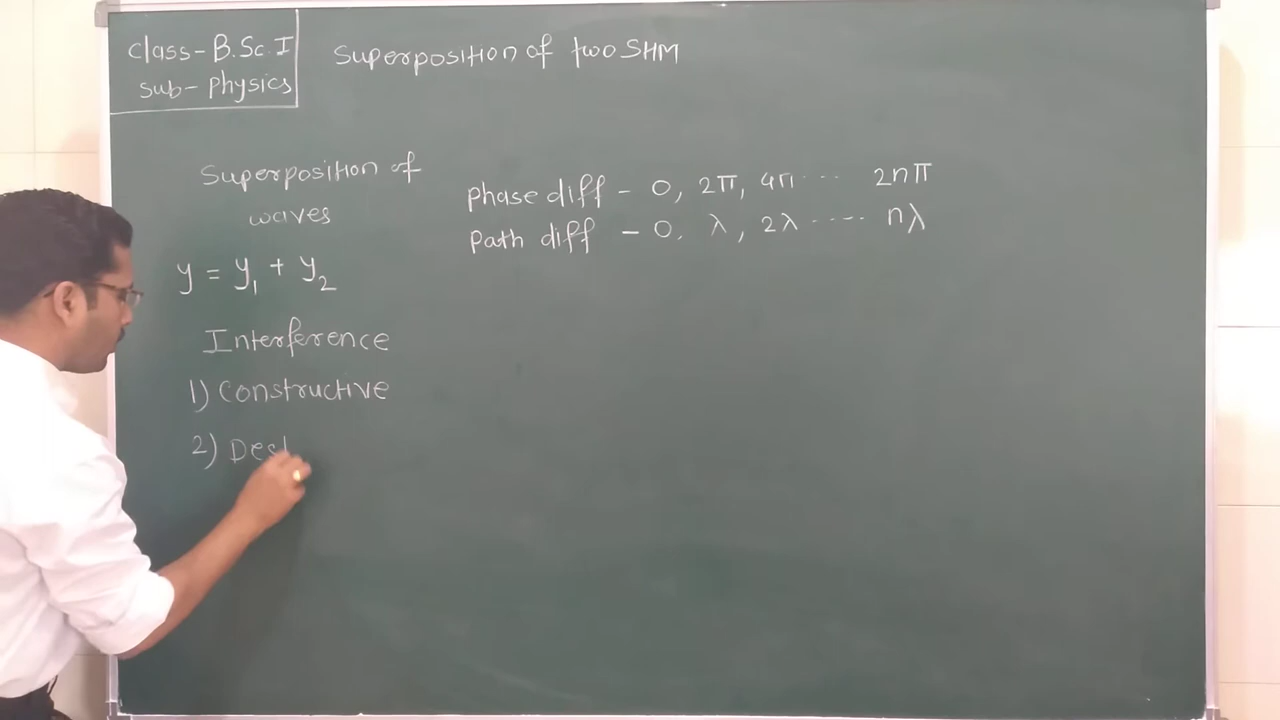 Class - B.Sc. I
Sub - Physics
Superposition of two SHM
Superposition of
waves
y = y₁ + y₂
Interference
1) Constructive
2) Dest
Phase diff - 0, 2π, 4π ... 2nπ
Path diff - 0, λ, 2λ ..... nλ